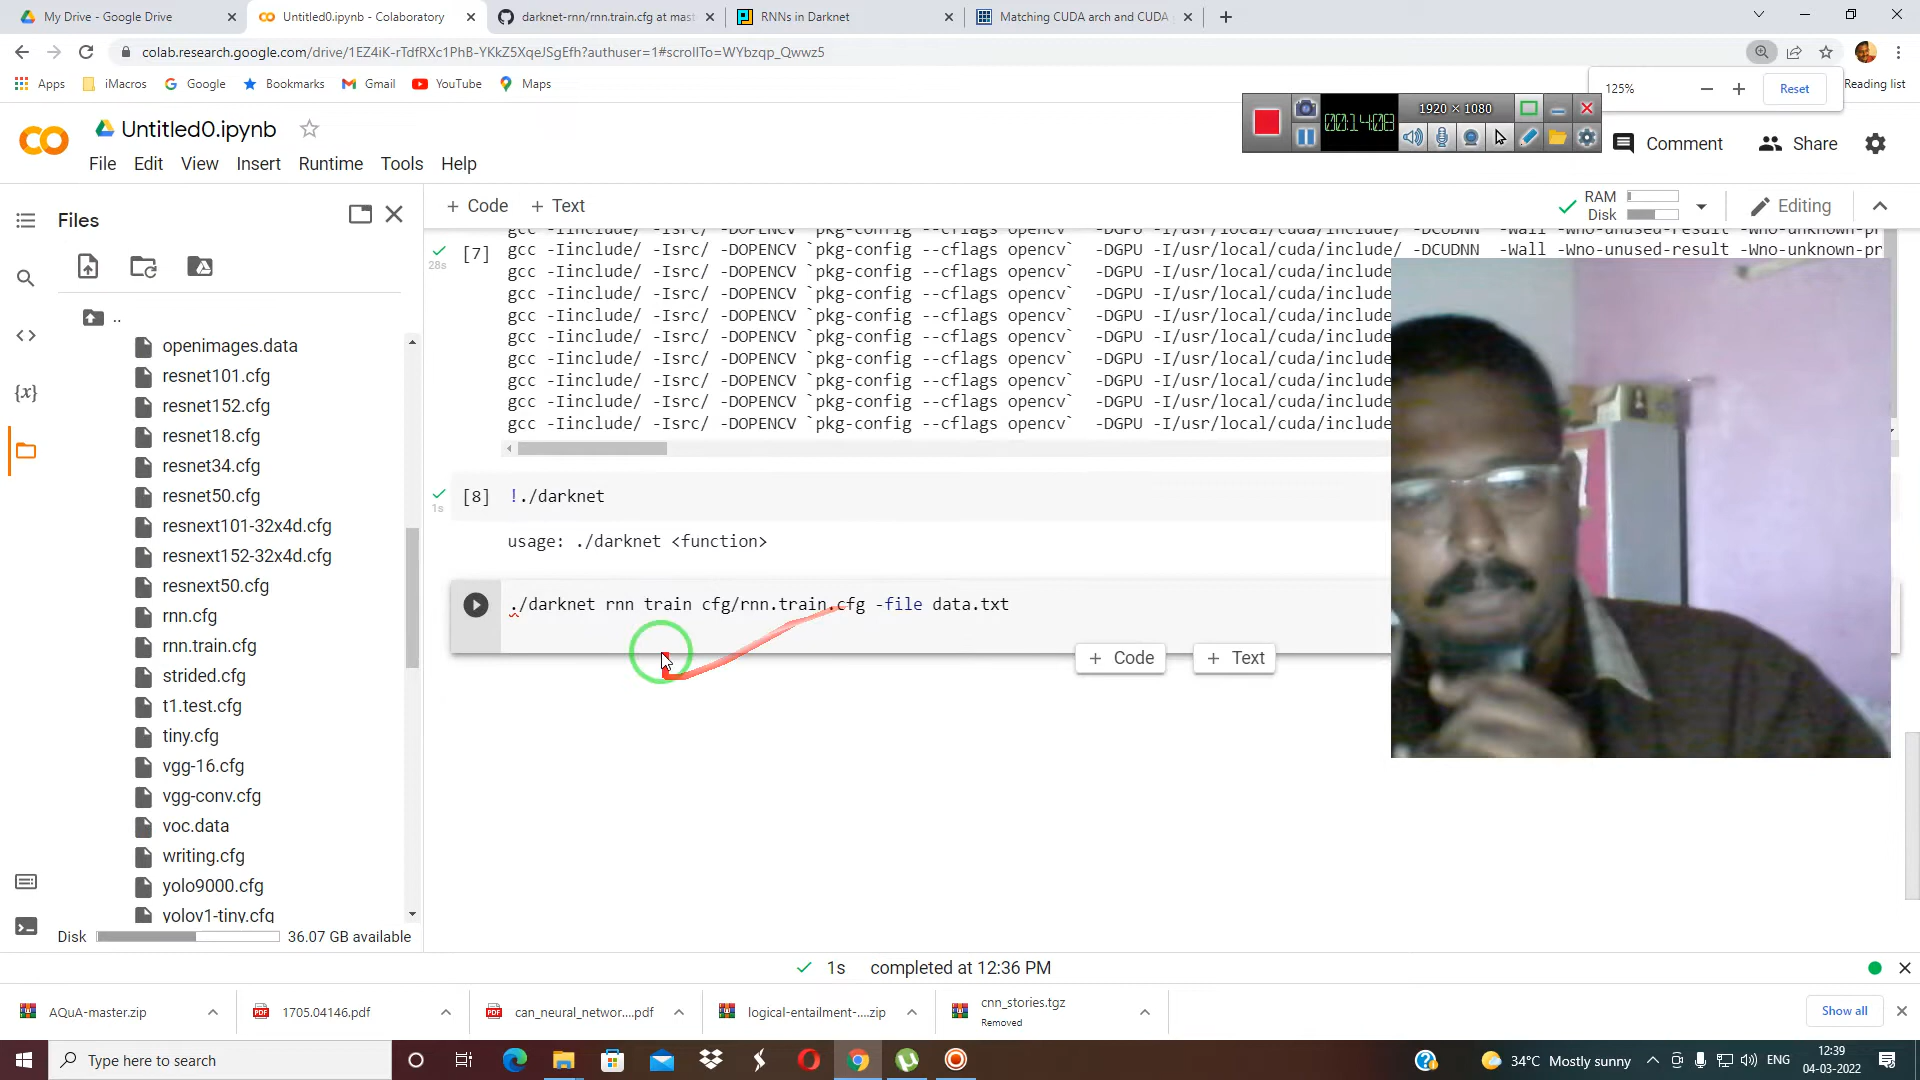 My Drive - Google Drive
Untitled0.ipynb - Colaboratory
darknet-rnn/rnn.train.cfg at mast
RNNs in Darknet
Matching CUDA arch and CUDA
colab.research.google.com/drive/1EZ4iK-rTdfRXc1PhB-YKkZ5XqeJSgEfh?authuser=1#scrollTo=WYbzqp_Qwwz5
Apps
iMacros
Google
Bookmarks
Gmail
YouTube
Maps
125%
Reset
Reading list
1920 × 1080
00:14:08
Untitled0.ipynb
Comment
Share
File Edit View Insert Runtime Tools Help
Files
+ Code + Text
RAM
Disk
Editing
..
openimages.data
resnet101.cfg
resnet152.cfg
resnet18.cfg
resnet34.cfg
resnet50.cfg
resnext101-32x4d.cfg
resnext152-32x4d.cfg
resnext50.cfg
rnn.cfg
rnn.train.cfg
strided.cfg
t1.test.cfg
tiny.cfg
vgg-16.cfg
vgg-conv.cfg
voc.data
writing.cfg
yolo9000.cfg
yolov1-tiny.cfg
Disk 36.07 GB available
gcc -Iinclude/ -Isrc/ -DOPENCV `pkg-config --cflags opencv` -DGPU -I/usr/local/cuda/include/ -DCUDNN -Wall -Wno-unused-result -Wno-unknown-pr
28s
[7] gcc -Iinclude/ -Isrc/ -DOPENCV `pkg-config --cflags opencv` -DGPU -I/usr/local/cuda/include/ -DCUDNN -Wall -Wno-unused-result -Wno-unknown-pr
gcc -Iinclude/ -Isrc/ -DOPENCV `pkg-config --cflags opencv` -DGPU -I/usr/local/cuda/include
gcc -Iinclude/ -Isrc/ -DOPENCV `pkg-config --cflags opencv` -DGPU -I/usr/local/cuda/include
gcc -Iinclude/ -Isrc/ -DOPENCV `pkg-config --cflags opencv` -DGPU -I/usr/local/cuda/include
gcc -Iinclude/ -Isrc/ -DOPENCV `pkg-config --cflags opencv` -DGPU -I/usr/local/cuda/include
gcc -Iinclude/ -Isrc/ -DOPENCV `pkg-config --cflags opencv` -DGPU -I/usr/local/cuda/include
gcc -Iinclude/ -Isrc/ -DOPENCV `pkg-config --cflags opencv` -DGPU -I/usr/local/cuda/include
gcc -Iinclude/ -Isrc/ -DOPENCV `pkg-config --cflags opencv` -DGPU -I/usr/local/cuda/include
gcc -Iinclude/ -Isrc/ -DOPENCV `pkg-config --cflags opencv` -DGPU -I/usr/local/cuda/include
[8] !./darknet
1s
usage: ./darknet <function>
./darknet rnn train cfg/rnn.train.cfg -file data.txt
+ Code + Text
1s completed at 12:36 PM
AQuA-master.zip
1705.04146.pdf
can_neural_networ....pdf
logical-entailment-....zip
cnn_stories.tgz
Removed
Show all
Type here to search
34°C Mostly sunny
ENG
12:39
04-03-2022